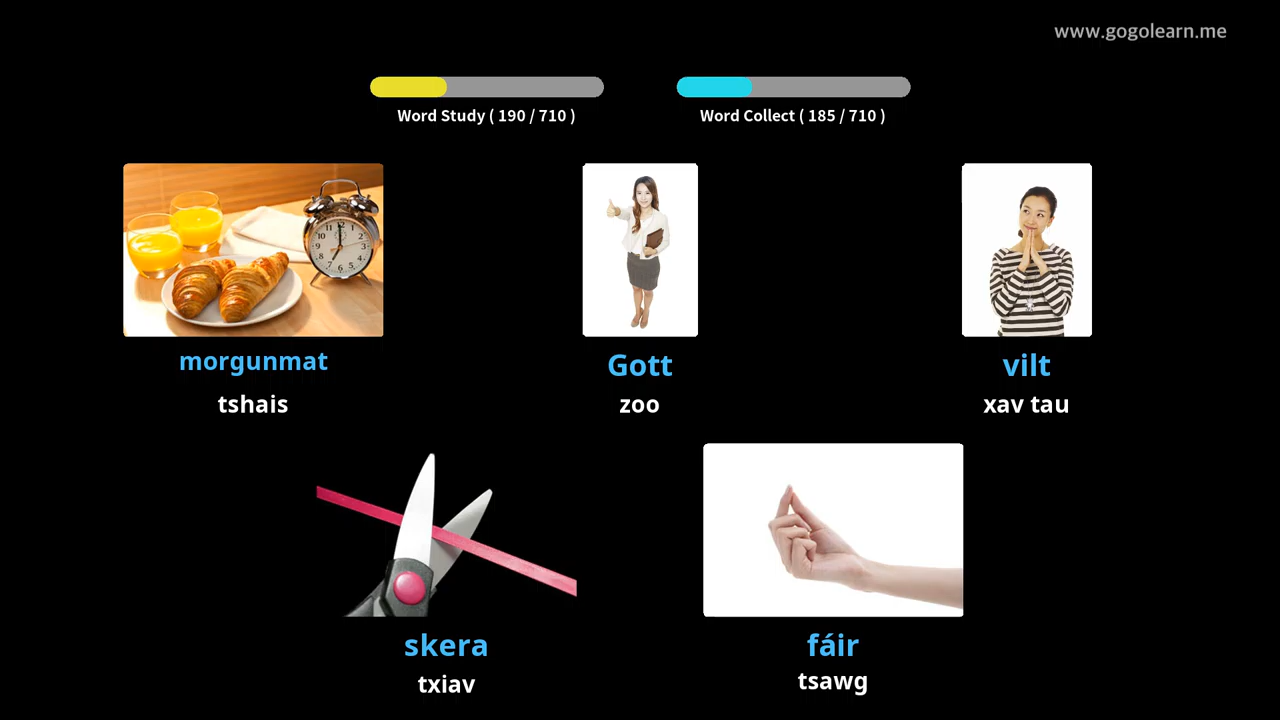 www.gogolearn.me
Word Study ( 190 / 710 )
Word Collect ( 185 / 710 )
morgunmat
tshais
Gott
zoo
vilt
xav tau
skera
txiav
fáir
tsawg